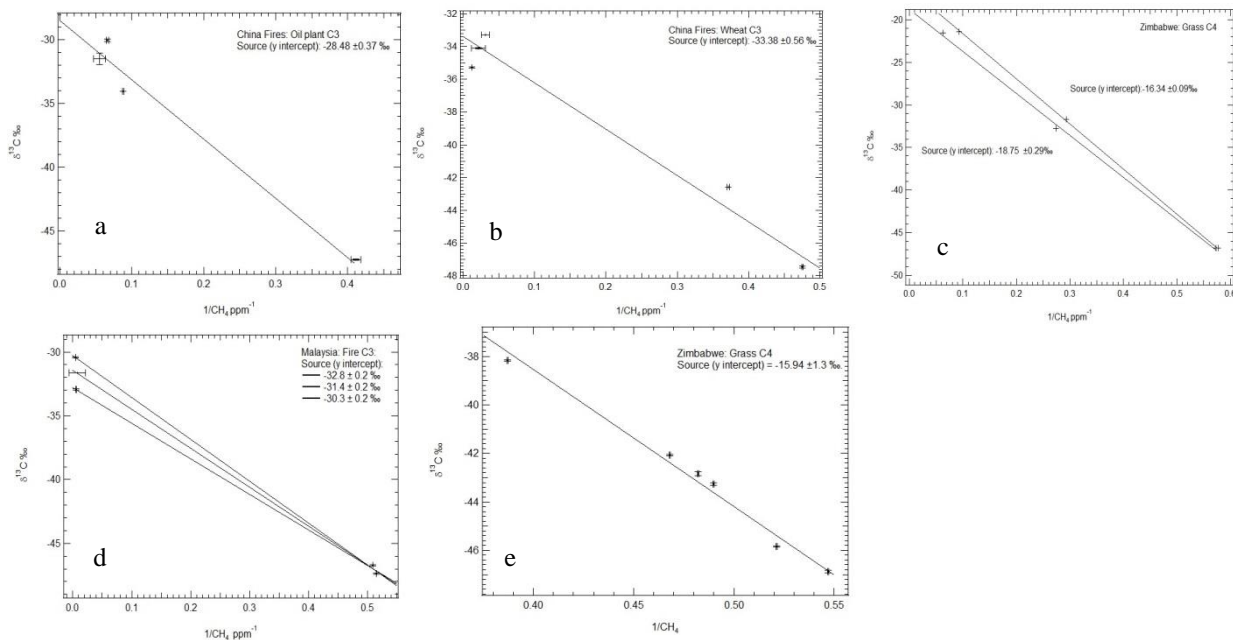 China Fires: Oil plant C3
Source (y intercept): -28.48 ±0.37 ‰
-30
-35
-40
-45
δ13C ‰
a
0.0 0.1 0.2 0.3 0.4
1/CH4 ppm-1
China Fires: Wheat C3
Source (y intercept): -33.38 ±0.56 ‰
-34
-36
-38
-40
-42
-44
-46
-48
δ13C ‰
b
0.0 0.1 0.2 0.3 0.4 0.5
1/CH4 ppm-1
Zimbabwe: Grass C4
Source (y intercept):-16.34 ±0.09‰
Source (y intercept): -18.75 ±0.29‰
-20
-25
-30
-35
-40
-45
-50
δ13C ‰
c
0.0 0.1 0.2 0.3 0.4 0.5 0.6
1/CH4 ppm-1
Malaysia: Fire C3:
Source (y intercept):
-32.8 ± 0.2 ‰
-31.4 ± 0.2 ‰
-30.3 ± 0.2 ‰
-30
-35
-40
-45
δ13C ‰
d
0.0 0.1 0.2 0.3 0.4 0.5
1/CH4 ppm-1
Zimbabwe: Grass C4
Source (y intercept) = -15.94 ±1.3 ‰.
-38
-40
-42
-44
-46
δ13C ‰
e
0.40 0.45 0.50 0.55
1/CH4